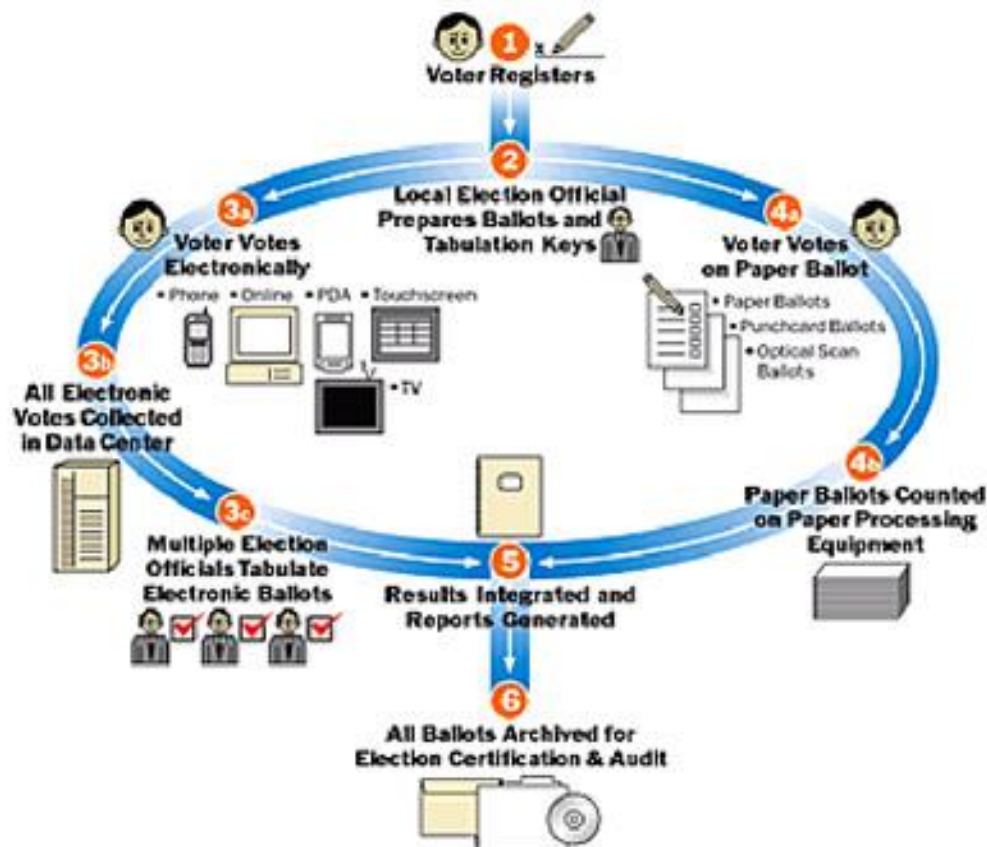 1
x
Voter Registers
2
Local Election Official
Prepares Ballots and
Tabulation Keys
3a
Voter Votes
Electronically
• Phone • Online • PDA • Touchscreen
• TV
4a
Voter Votes
on Paper Ballot
• Paper Ballots
• Punchcard Ballots
• Optical Scan
Ballots
3b
All Electronic
Votes Collected
in Data Center
3c
Multiple Election
Officials Tabulate
Electronic Ballots
4b
Paper Ballots Counted
on Paper Processing
Equipment
5
Results Integrated and
Reports Generated
6
All Ballots Archived for
Election Certification & Audit